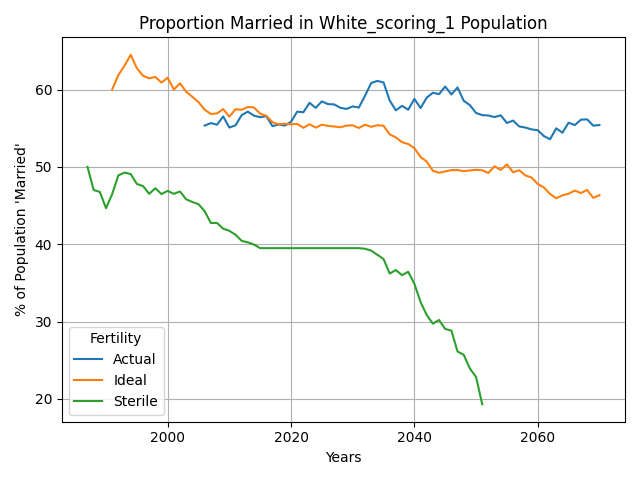 Proportion Married in White_scoring_1 Population
% of Population 'Married'
60
50
40
30
20
Fertility
Actual
Ideal
Sterile
2000
2020
2040
2060
Years